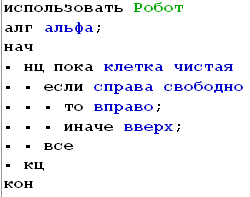 использовать Робот
алг альфа;
нач
· нц пока клетка чистая
· · если справа свободно
· · · то вправо;
· · · иначе вверх;
· · все
· кц
кон